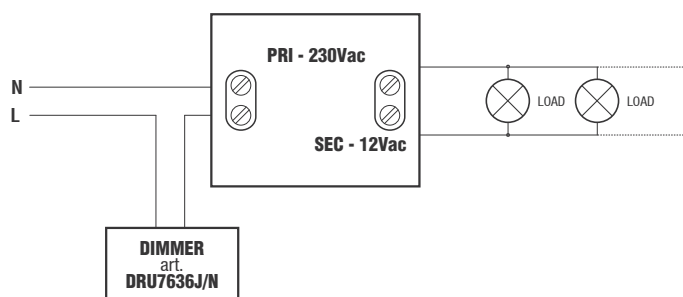 PRI - 230Vac
N
L
LOAD
LOAD
SEC - 12Vac
DIMMER
art.
DRU7636J/N